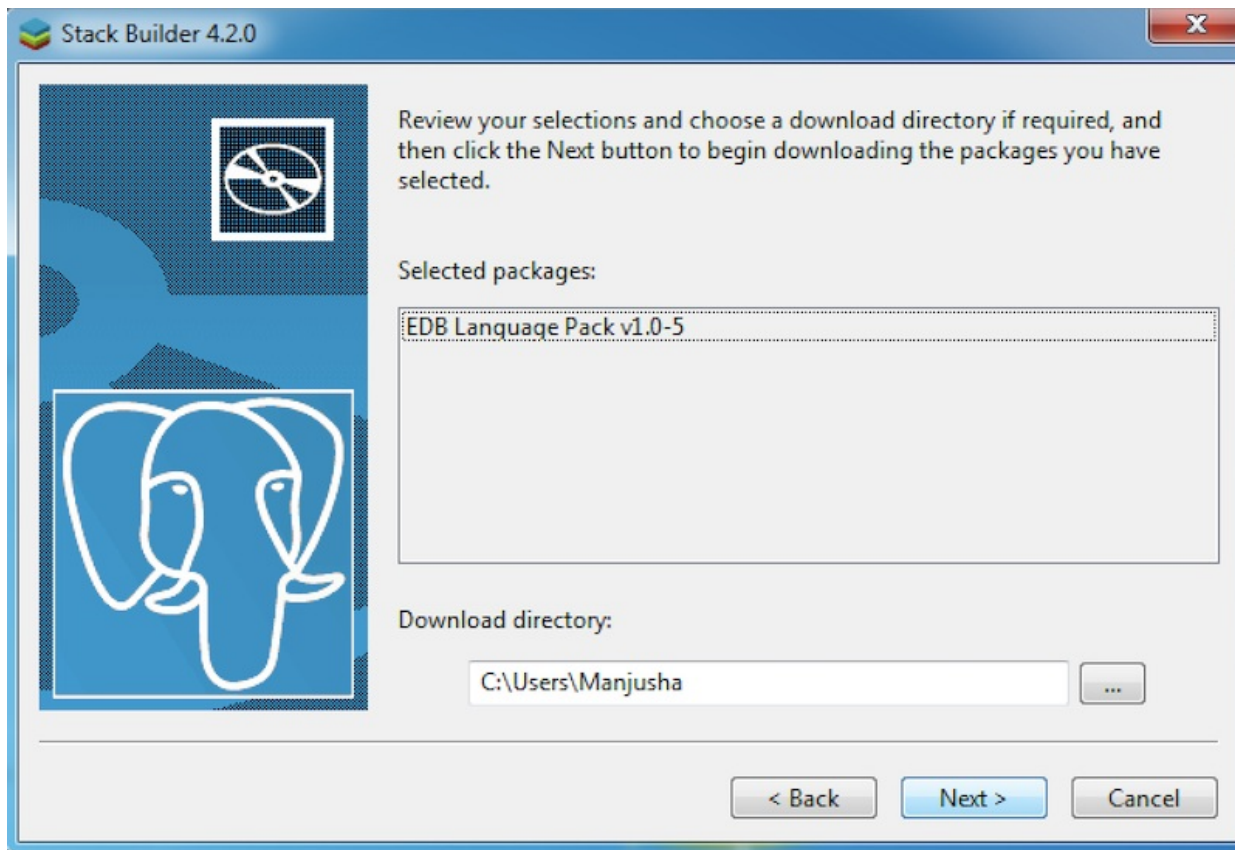 Stack Builder 4.2.0
Review your selections and choose a download directory if required, and
then click the Next button to begin downloading the packages you have
selected.
Selected packages:
EDB Language Pack v1.0-5
Download directory:
C:\Users\Manjusha
...
< Back
Next >
Cancel